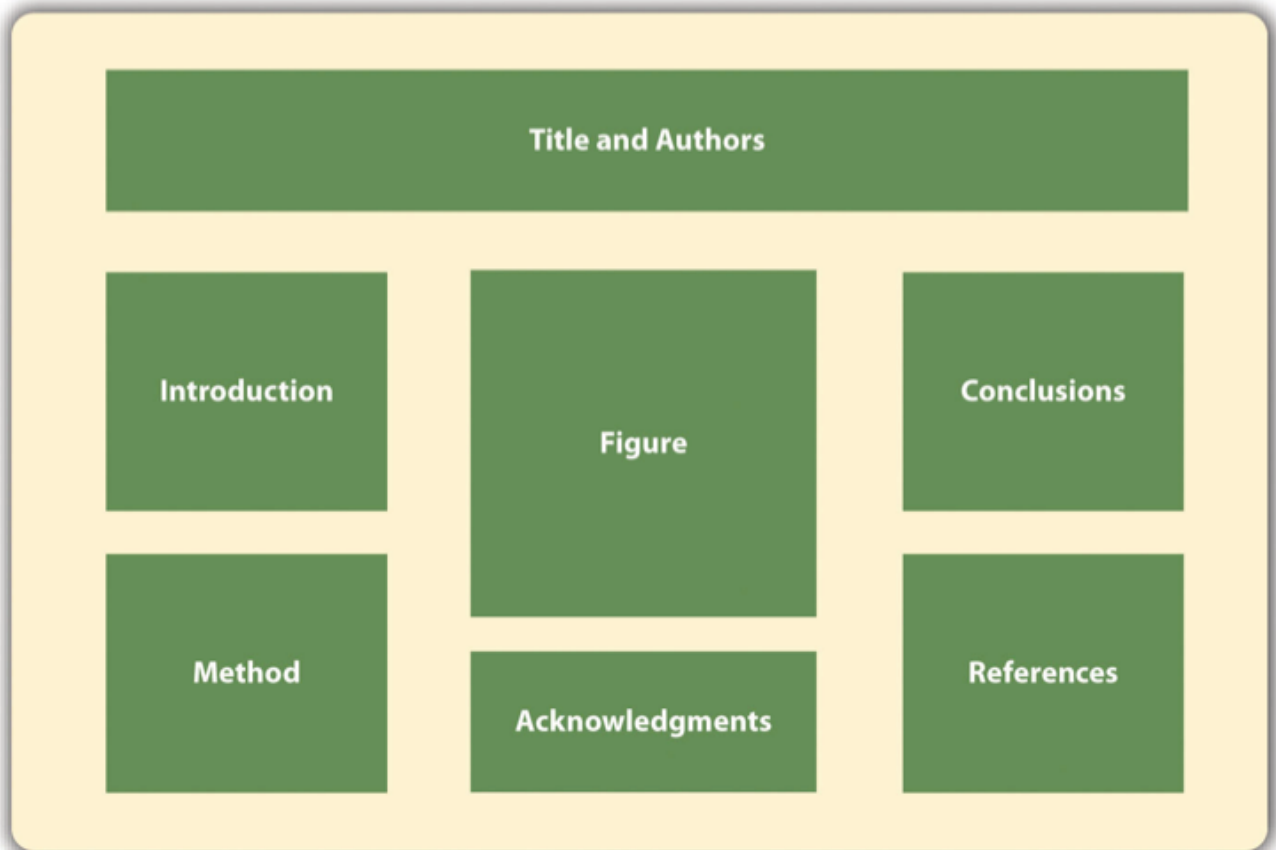 Title and Authors
Introduction
Method
Figure
Acknowledgments
Conclusions
References